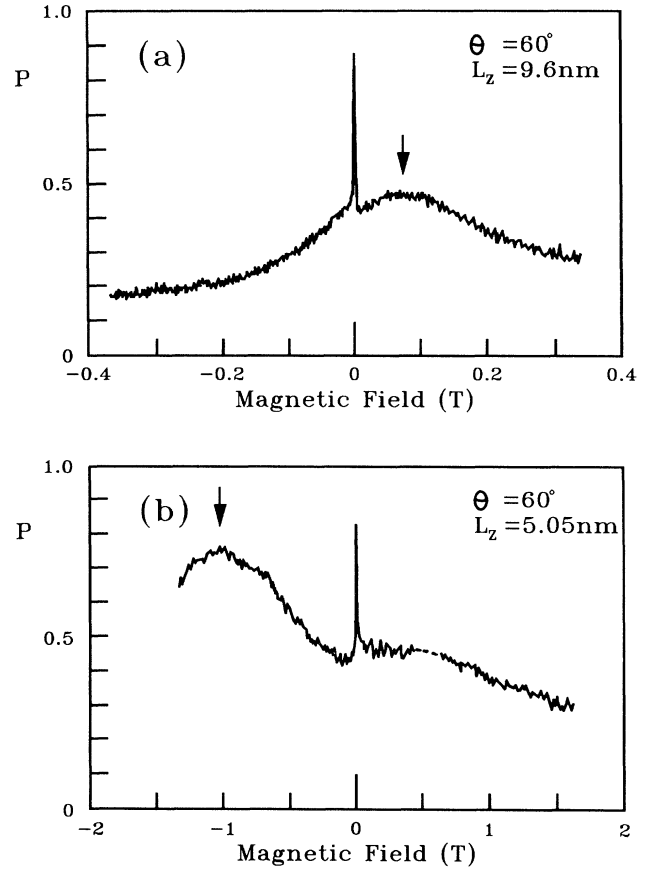 1.0
(a)
Θ =60°
L_z =9.6nm
P
0.5
0
-0.4 -0.2 0 0.2 0.4
Magnetic Field (T)
1.0
(b)
Θ =60°
L_z =5.05nm
P
0.5
0
-2 -1 0 1 2
Magnetic Field (T)